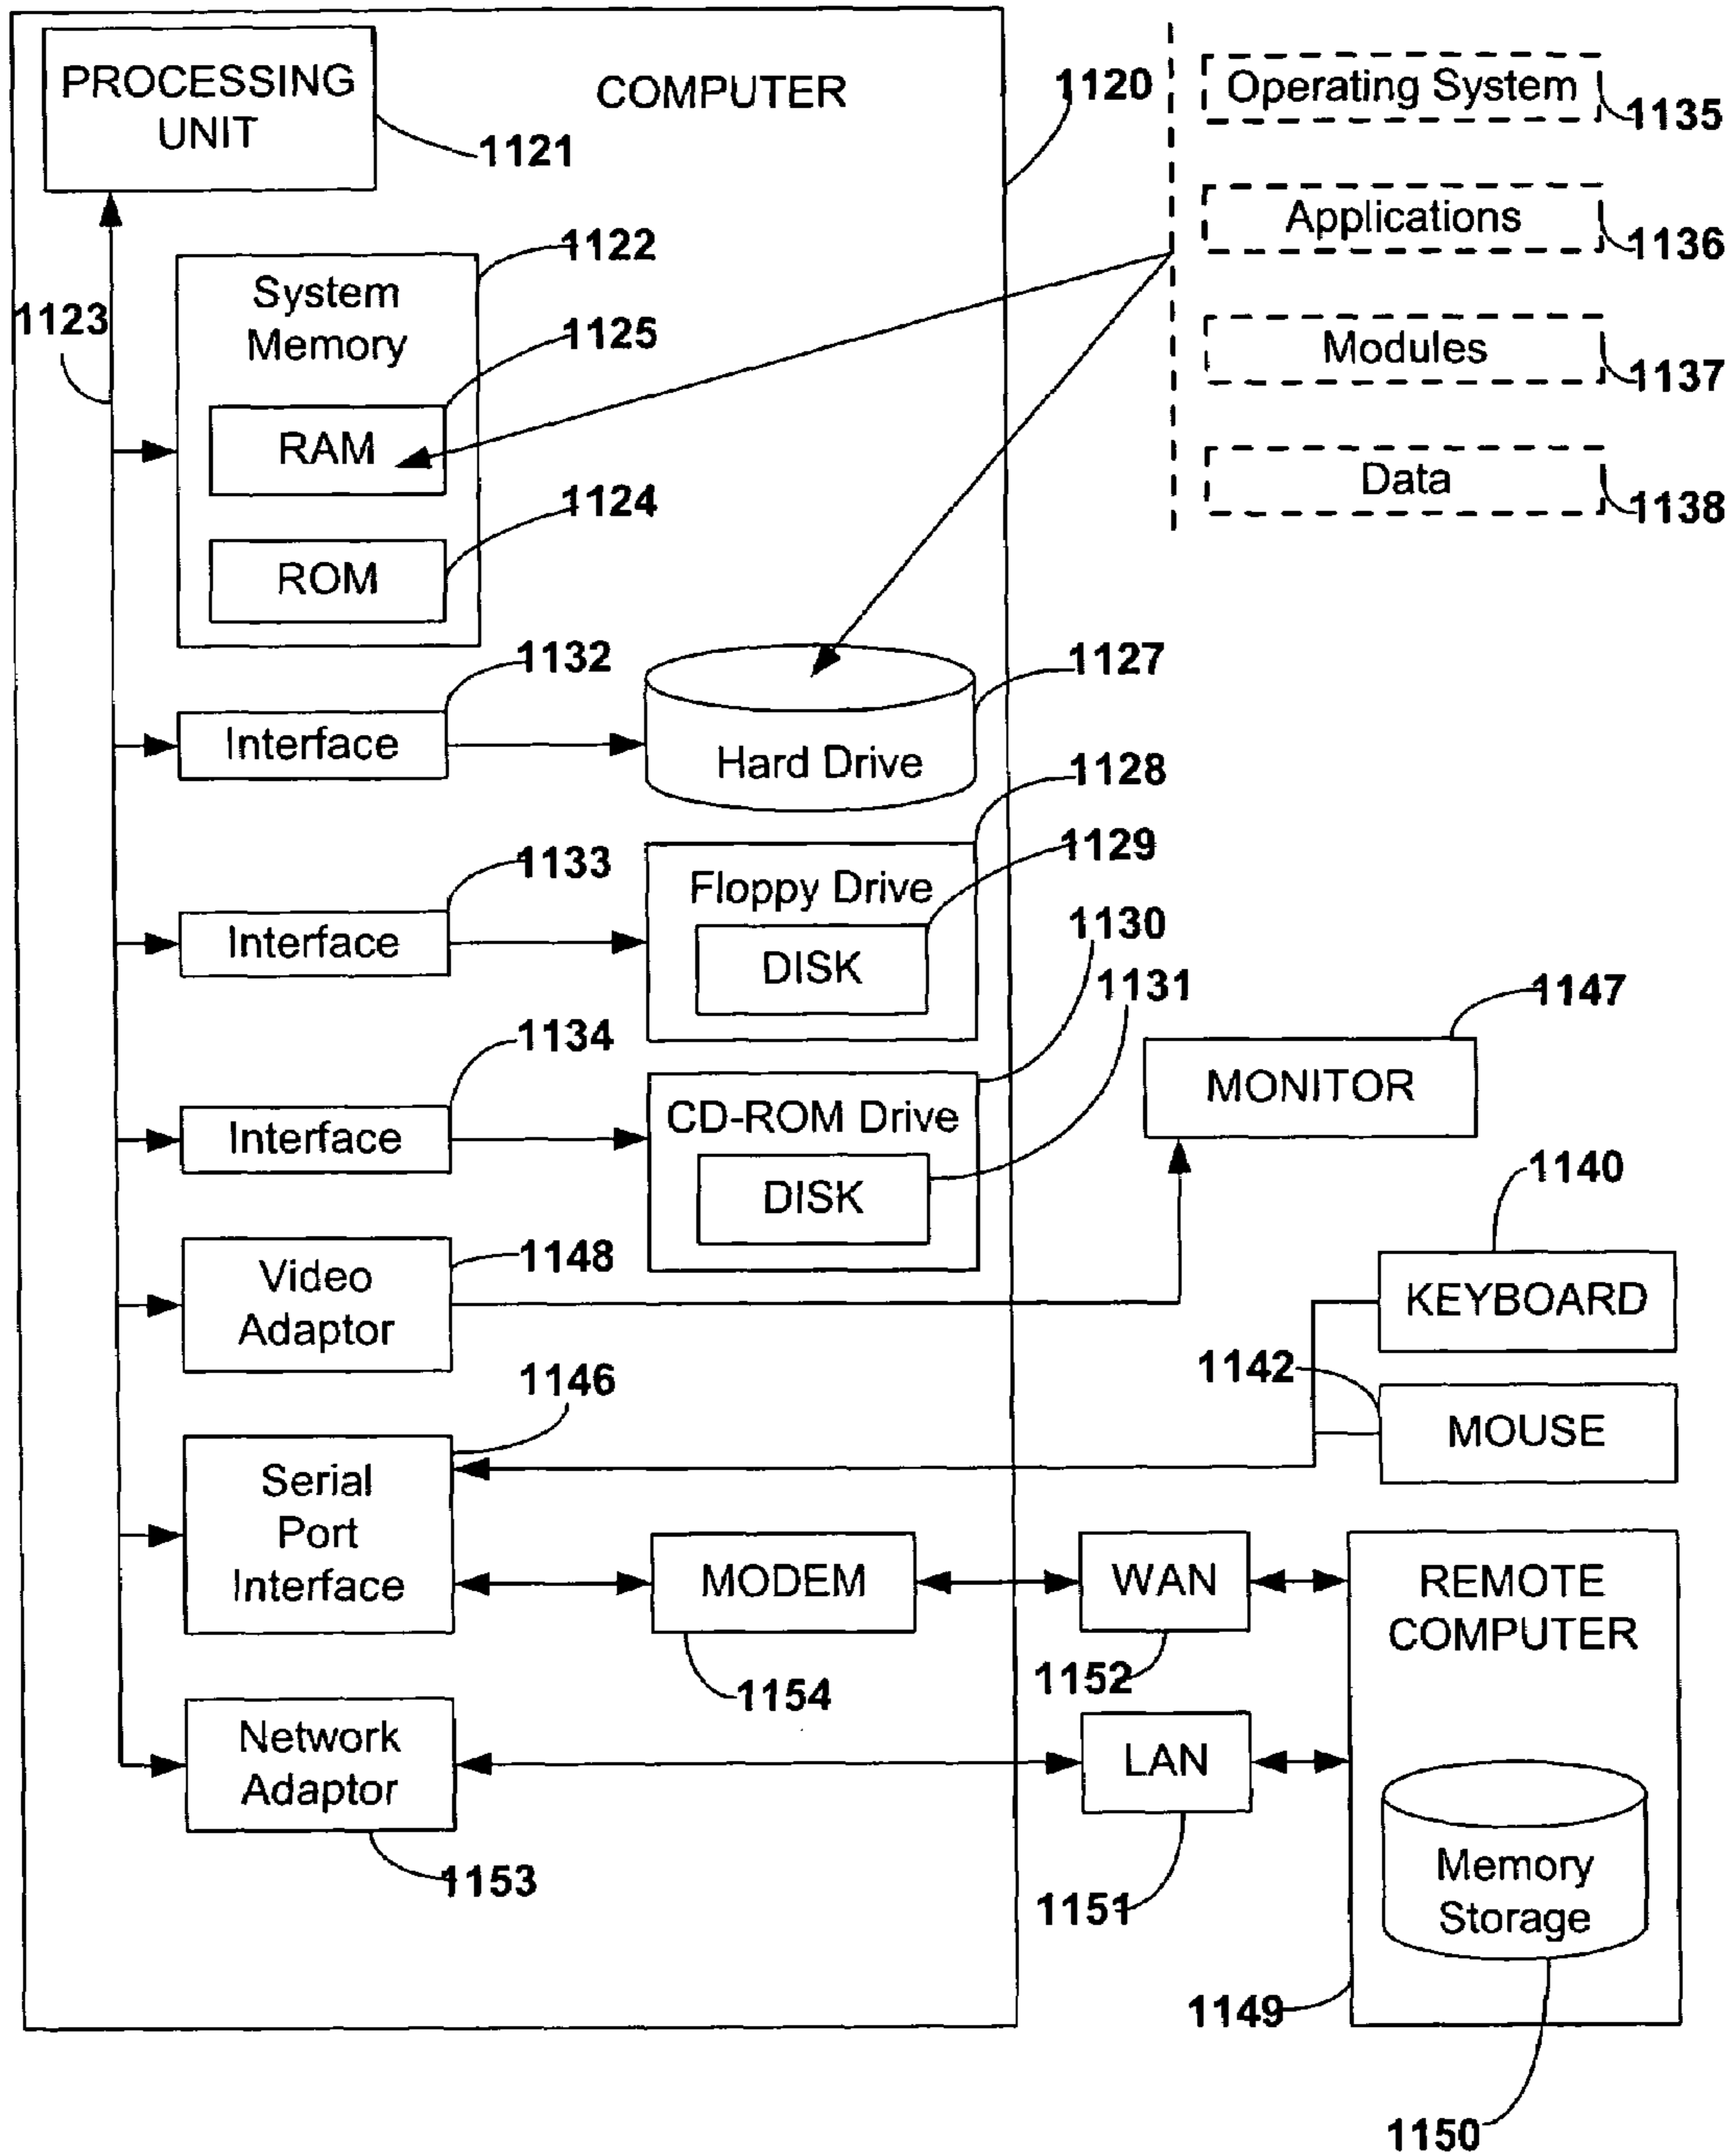 PROCESSING
UNIT
1121
COMPUTER
1120
Operating System
1135
Applications
1136
Modules
1137
Data
1138
1123
1122
System
Memory
1125
RAM
1124
ROM
1132
Interface
1127
Hard Drive
1128
1133
Interface
1129
Floppy Drive
DISK
1130
1131
1134
Interface
CD-ROM Drive
DISK
1147
MONITOR
1148
Video
Adaptor
1140
KEYBOARD
1142
MOUSE
1146
Serial
Port
Interface
MODEM
1154
WAN
1152
REMOTE
COMPUTER
Network
Adaptor
1153
LAN
1151
Memory
Storage
1149
1150